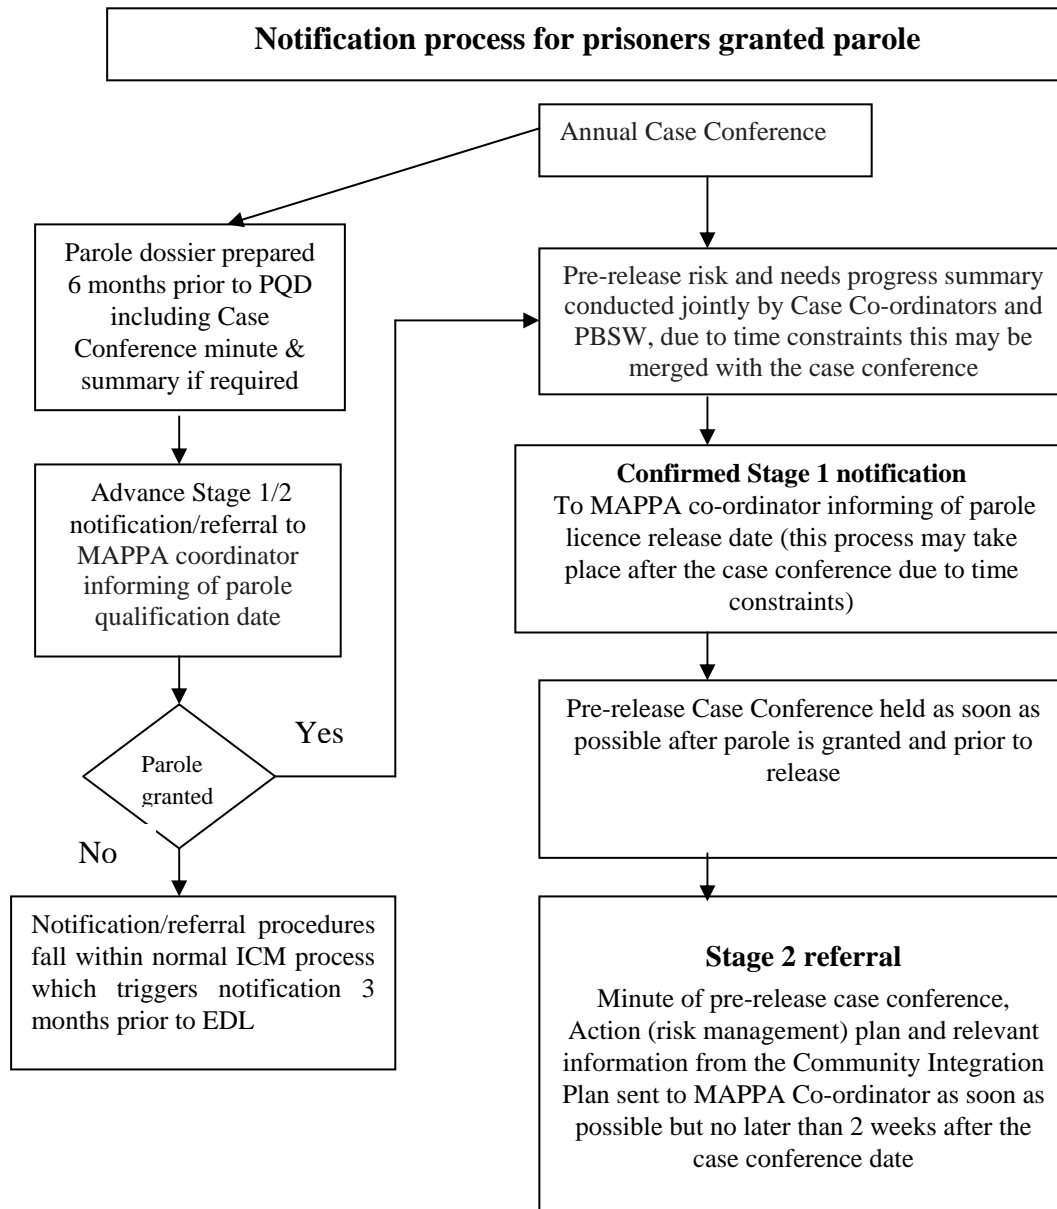 Notification process for prisoners granted parole
Annual Case Conference
Parole dossier prepared
6 months prior to PQD
including Case
Conference minute &
summary if required
Pre-release risk and needs progress summary
conducted jointly by Case Co-ordinators and
PBSW, due to time constraints this may be
merged with the case conference
Advance Stage 1/2
notification/referral to
MAPPA coordinator
informing of parole
qualification date
Confirmed Stage 1 notification
To MAPPA co-ordinator informing of parole
licence release date (this process may take
place after the case conference due to time
constraints)
Parole
granted
Yes
No
Pre-release Case Conference held as soon as
possible after parole is granted and prior to
release
Notification/referral procedures
fall within normal ICM process
which triggers notification 3
months prior to EDL
Stage 2 referral
Minute of pre-release case conference,
Action (risk management) plan and relevant
information from the Community Integration
Plan sent to MAPPA Co-ordinator as soon as
possible but no later than 2 weeks after the
case conference date